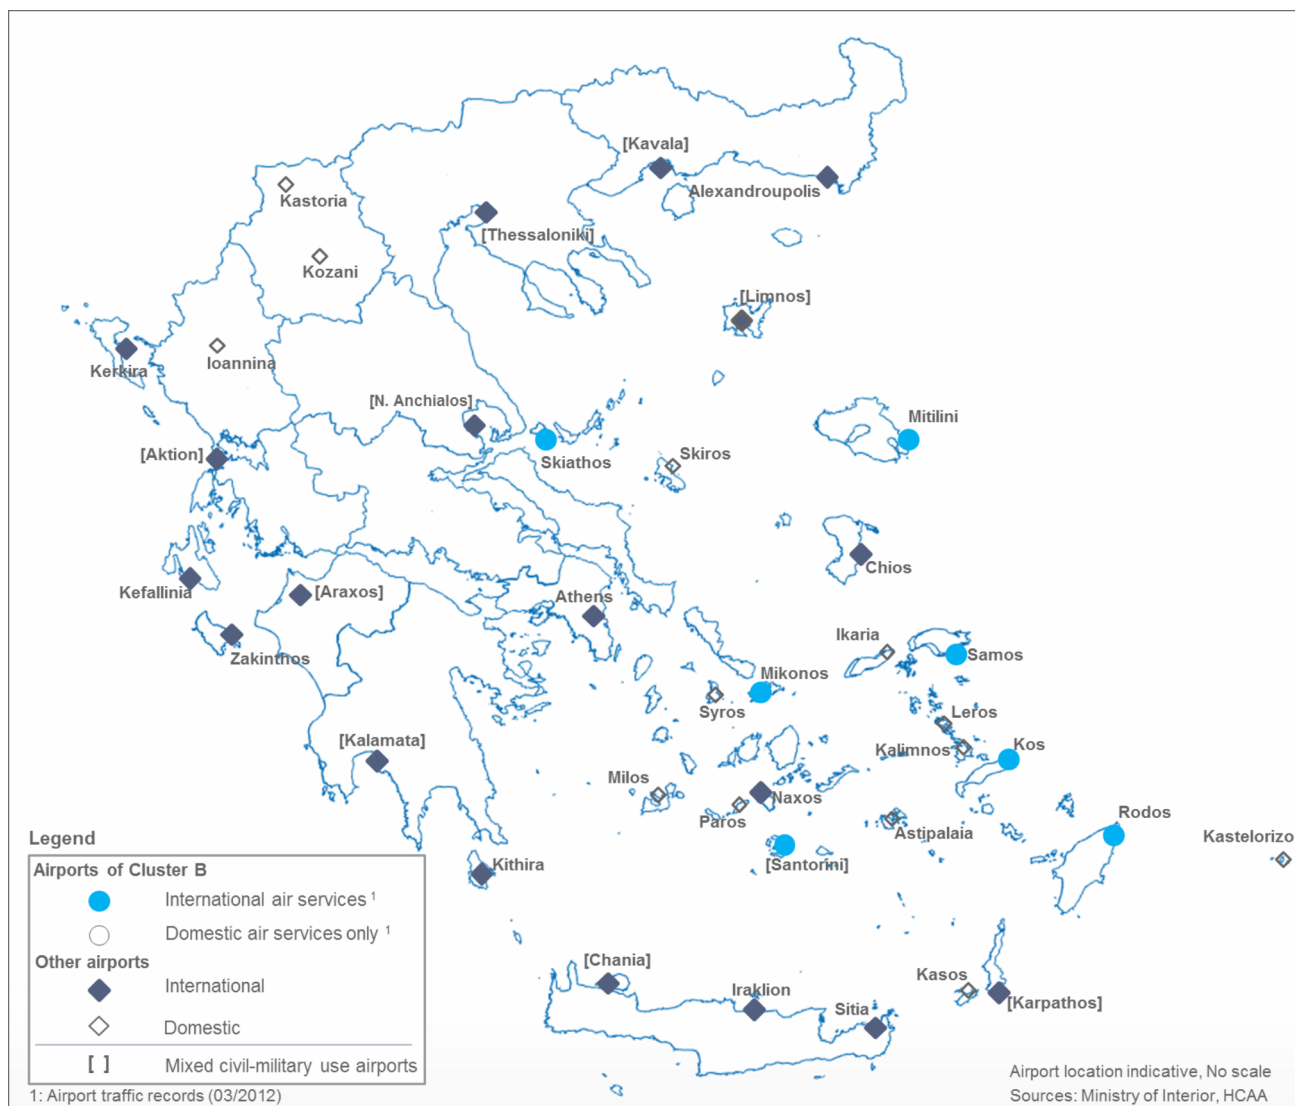 [Kavala]
Alexandroupolis
Kastoria
[Thessaloniki]
Kozani
[Limnos]
Ioannina
Kerkira
[N. Anchialos]
Mitilini
[Aktion]
Skiathos
Skiros
Chios
Kefallinia
[Araxos]
Athens
Ikaria
Zakinthos
Samos
Mikonos
Syros
Leros
[Kalamata]
Kalimnos
Kos
Milos
Naxos
Paros
Astipalaia
Rodos
Kastelorizo
[Santorini]
Kithira
[Chania]
Iraklion
Sitia
Kasos
[Karpathos]
Legend
Airports of Cluster B
International air services 1
Domestic air services only 1
Other airports
International
Domestic
[ ] Mixed civil-military use airports
1: Airport traffic records (03/2012)
Airport location indicative, No scale
Sources: Ministry of Interior, HCAA